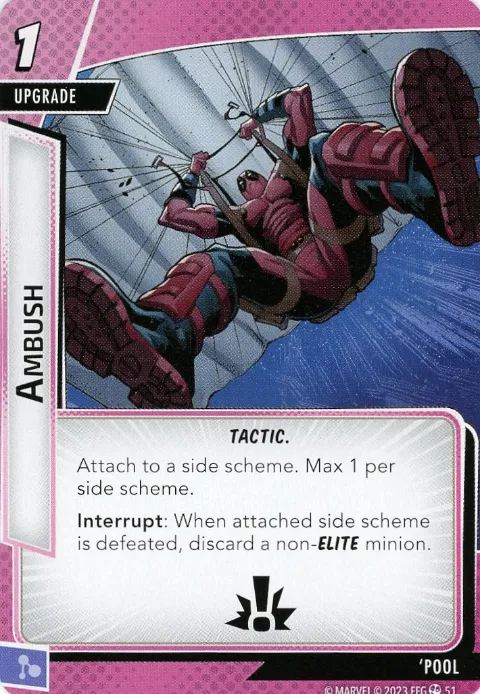 1
UPGRADE
AMBUSH
TACTIC.
Attach to a side scheme. Max 1 per
side scheme.
Interrupt: When attached side scheme
is defeated, discard a non-ELITE minion.
'POOL
© MARVEL © 2023 FFG 51